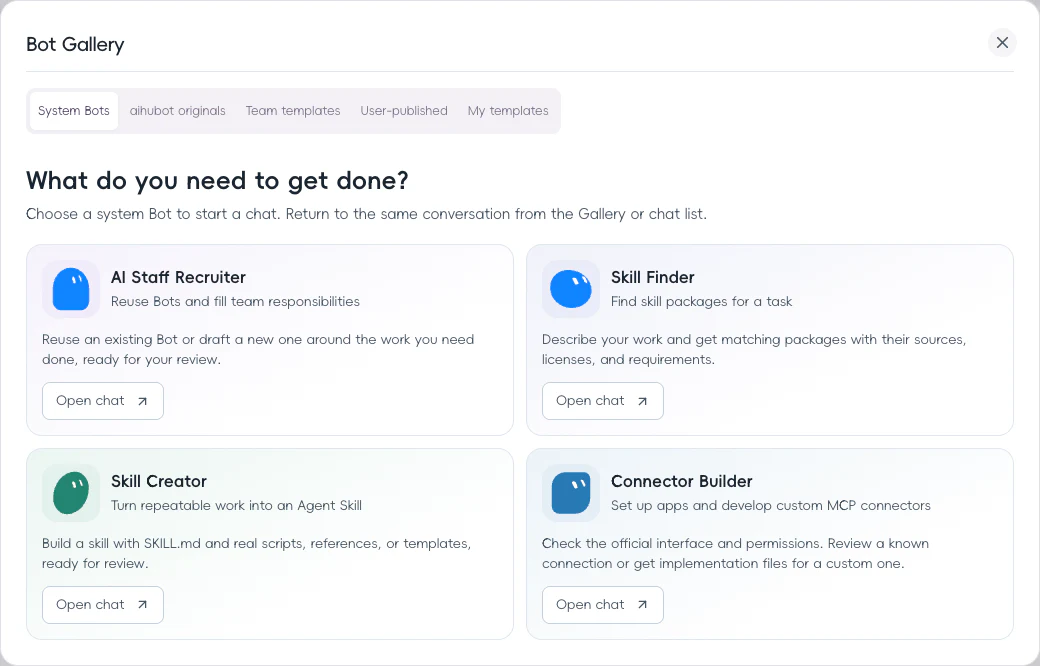 Bot Gallery
System Bots
aihubot originals
Team templates
User-published
My templates
What do you need to get done?
Choose a system Bot to start a chat. Return to the same conversation from the Gallery or chat list.
AI Staff Recruiter
Reuse Bots and fill team responsibilities
Reuse an existing Bot or draft a new one around the work you need
done, ready for your review.
Open chat
Skill Finder
Find skill packages for a task
Describe your work and get matching packages with their sources,
licenses, and requirements.
Open chat
Skill Creator
Turn repeatable work into an Agent Skill
Build a skill with SKILL.md and real scripts, references, or templates,
ready for review.
Open chat
Connector Builder
Set up apps and develop custom MCP connectors
Check the official interface and permissions. Review a known
connection or get implementation files for a custom one.
Open chat